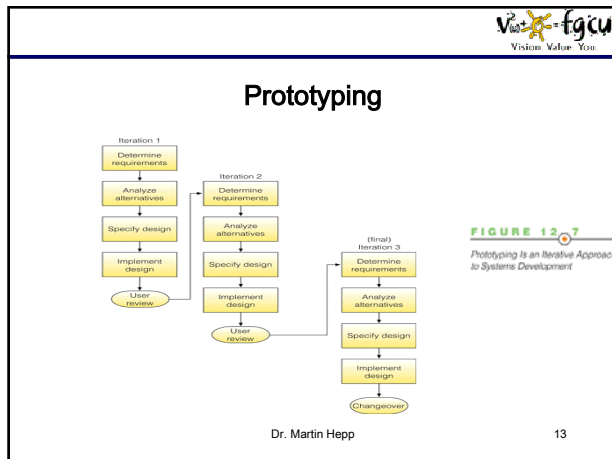 fgcu
Vision. Value. You.
Prototyping
Iteration 1
Determine
requirements
Analyze
alternatives
Specify design
Implement
design
User
review
Iteration 2
Determine
requirements
Analyze
alternatives
Specify design
Implement
design
User
review
(final)
Iteration 3
Determine
requirements
Analyze
alternatives
Specify design
Implement
design
Changeover
FIGURE 12 7
Prototyping Is an Iterative Approac
to Systems Development
Dr. Martin Hepp
13